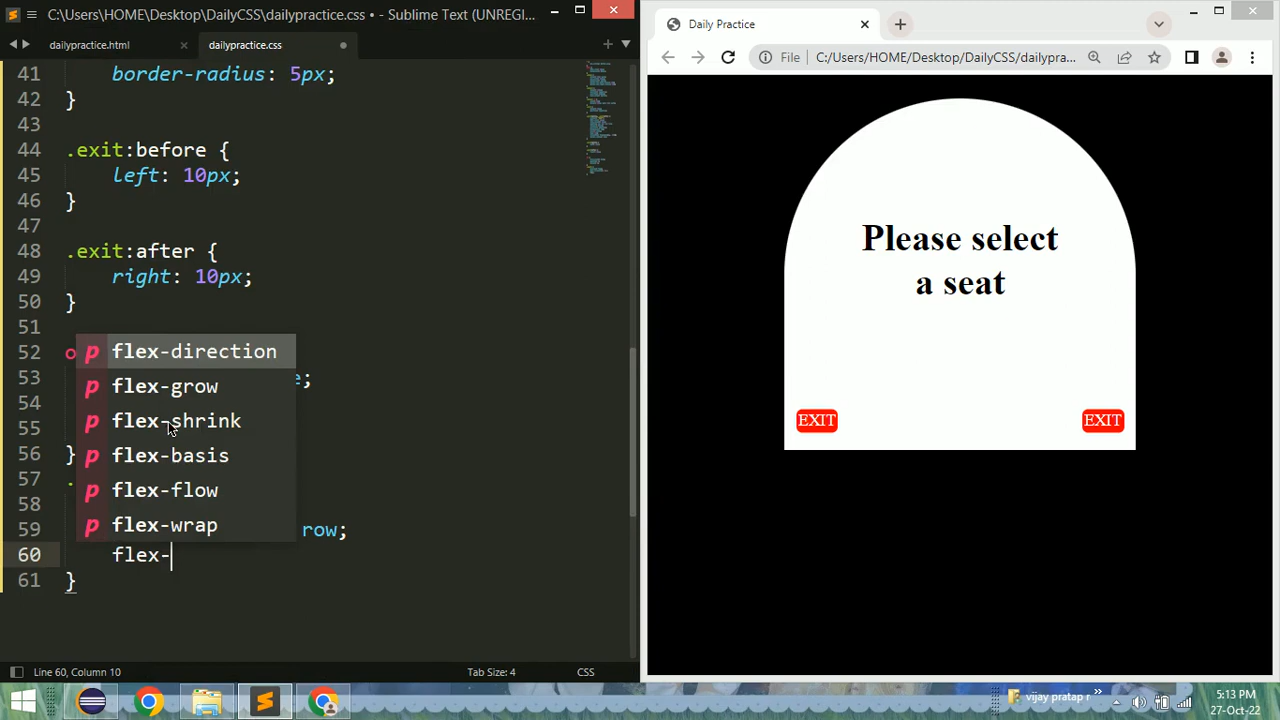 C:\Users\HOME\Desktop\DailyCSS\dailypractice.css • - Sublime Text (UNREGI...
dailypractice.html
dailypractice.css
41 border-radius: 5px;
42 }
43
44 .exit:before {
45 left: 10px;
46 }
47
48 .exit:after {
49 right: 10px;
50 }
51
52 o
53 e;
54
55
56 }
57 .
58
59 row;
60 flex-
61 }
p flex-direction
p flex-grow
p flex-shrink
p flex-basis
p flex-flow
p flex-wrap
Line 60, Column 10
Tab Size: 4
CSS
Daily Practice
File
C:/Users/HOME/Desktop/DailyCSS/dailypra...
Please select
a seat
EXIT
EXIT
vijay pratap r
5:13 PM
27-Oct-22